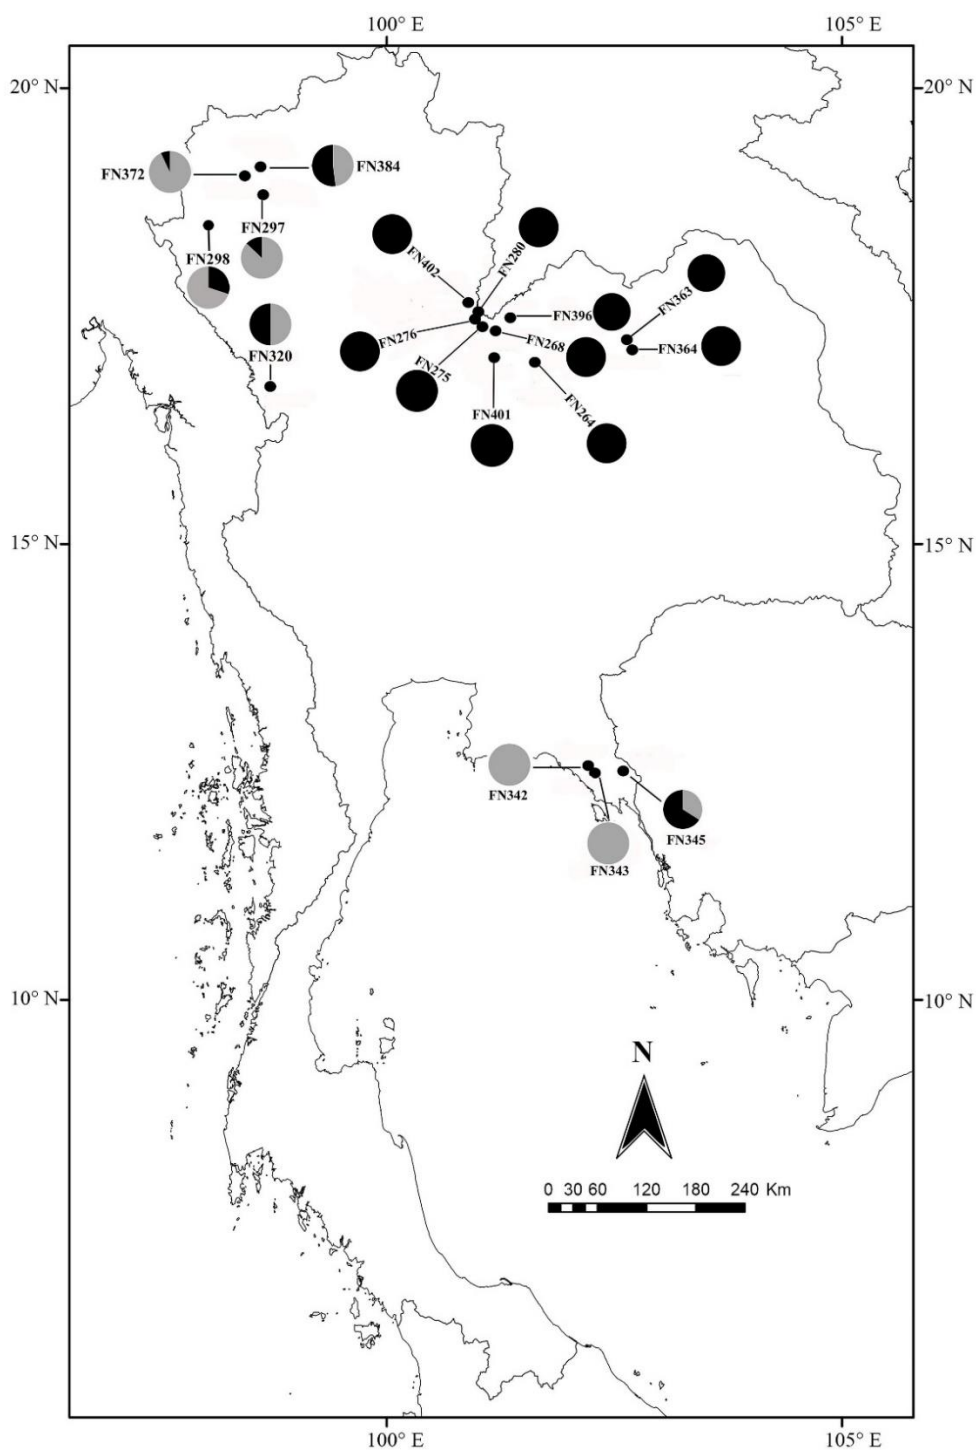 100° E 105° E
20° N 20° N
FN372 FN384
FN297
FN298
FN320
FN402
FN280
FN396
FN363
FN276
FN268
FN364
FN275
FN401
FN264
15° N 15° N
FN342
FN345
FN343
10° N 10° N
N
0 30 60 120 180 240 Km
100° E 105° E